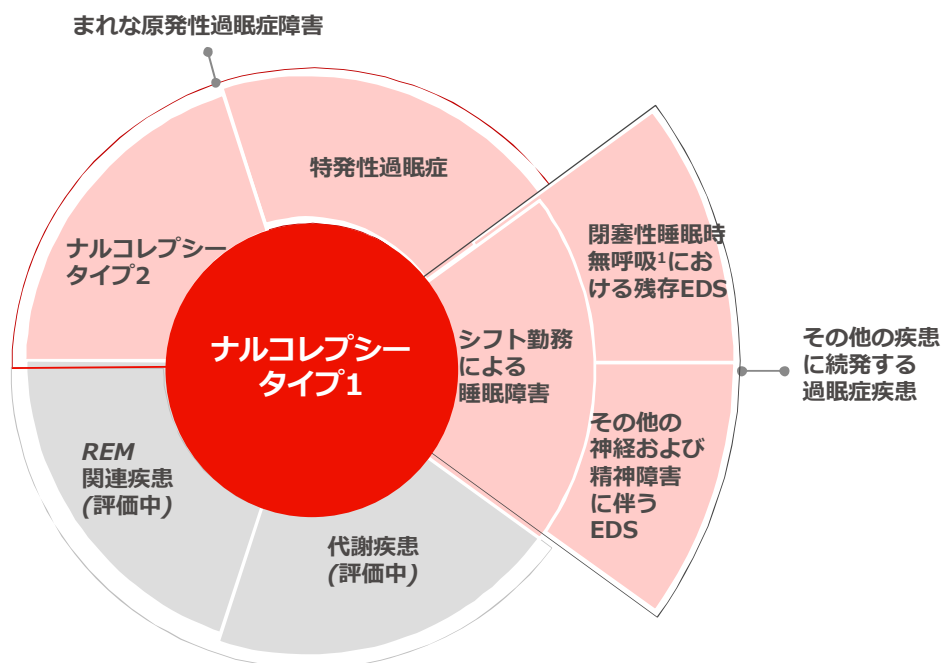 まれな原発性過眠症障害
特発性過眠症
ナルコレプシー
タイプ2
ナルコレプシー
タイプ1
シフト勤務
による
睡眠障害
閉塞性睡眠時
無呼吸¹にお
ける残存EDS
その他の
神経および
精神障害
に伴う
EDS
その他の疾患
に続発する
過眠症疾患
REM
関連疾患
(評価中)
代謝疾患
(評価中)